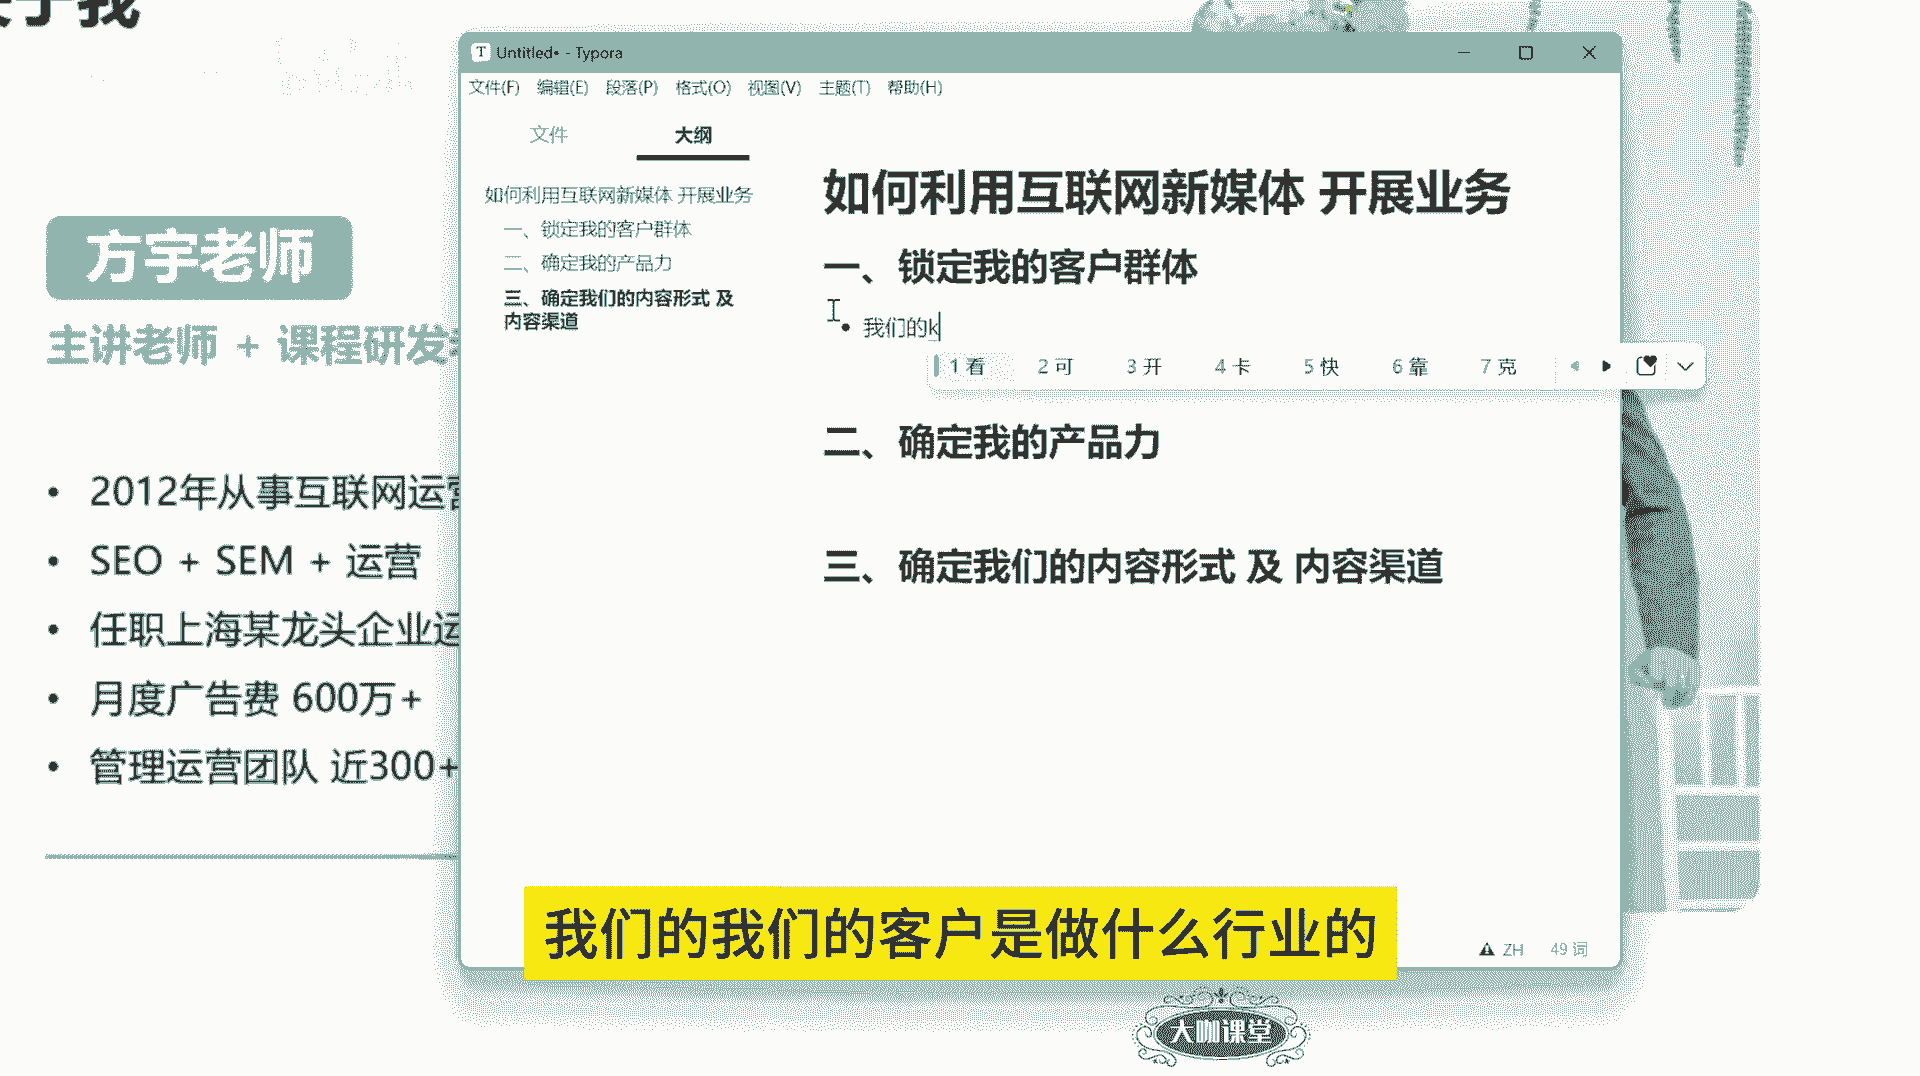 于我
方宇老师
主讲老师 + 课程研发
2012年从事互联网运营
SEO + SEM + 运营
任职上海某龙头企业运
月度广告费 600万+
管理运营团队 近300+
Untitled• - Typora
文件(F) 编辑(E) 段落(P) 格式(O) 视图(V) 主题(T) 帮助(H)
文件 大纲
如何利用互联网新媒体 开展业务
一、锁定我的客户群体
二、确定我的产品力
三、确定我们的内容形式 及
内容渠道
如何利用互联网新媒体 开展业务
一、锁定我的客户群体
• 我们的k
1 看 2 可 3 开 4 卡 5 快 6 靠 7 克
二、确定我的产品力
三、确定我们的内容形式 及 内容渠道
ZH 49 词
我们的我们的客户是做什么行业的
大咖课堂